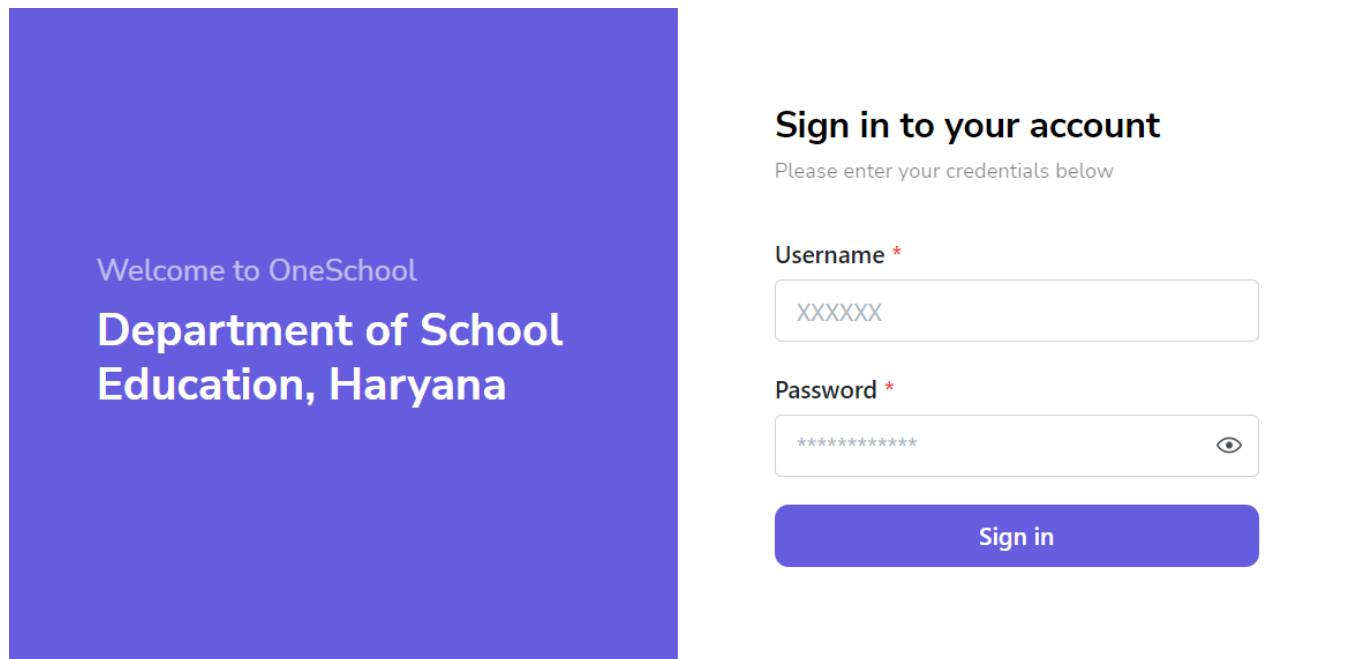 Welcome to OneSchool
Department of School
Education, Haryana
Sign in to your account
Please enter your credentials below
Username *
XXXXXX
Password *
************
Sign in